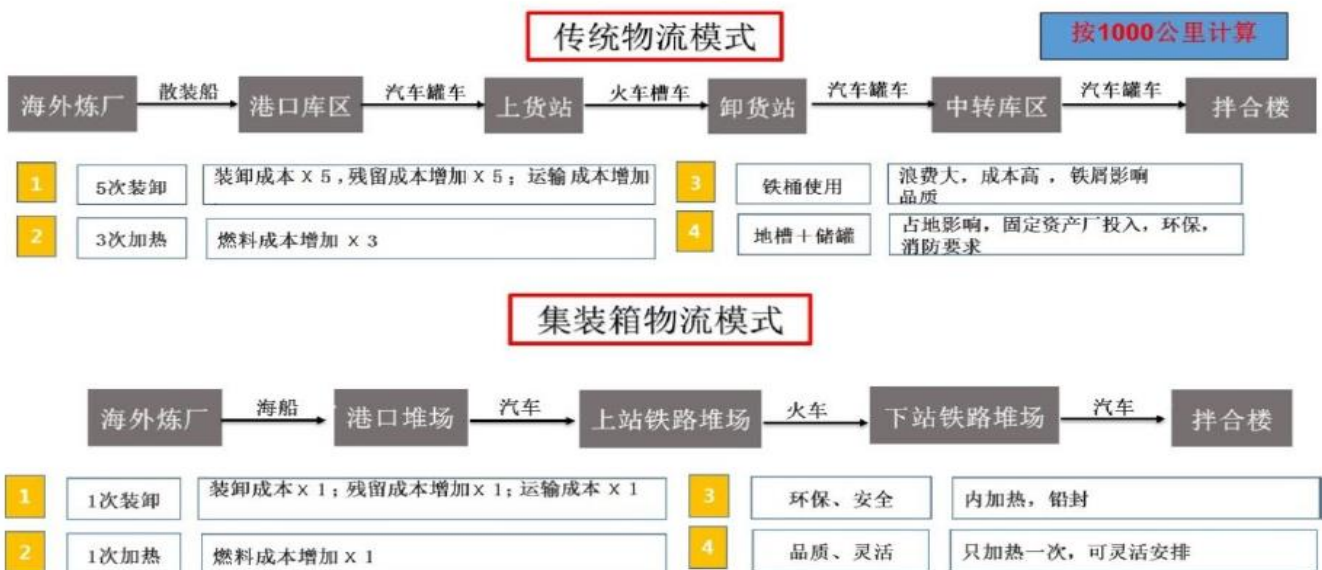 传统物流模式
按1000公里计算
海外炼厂 散装船 港口库区 汽车罐车 上货站 火车槽车 卸货站 汽车罐车 中转库区 汽车罐车 拌合楼
1 5次装卸 装卸成本 X 5 ,残留成本增加 X 5；运输成本增加
2 3次加热 燃料成本增加 X 3
3 铁桶使用 浪费大，成本高 ，铁屑影响
品质
4 地槽＋储罐 占地影响，固定资产厂投入，环保，
消防要求
集装箱物流模式
海外炼厂 海船 港口堆场 汽车 上站铁路堆场 火车 下站铁路堆场 汽车 拌合楼
1 1次装卸 装卸成本 X 1；残留成本增加 X 1；运输成本 X 1
2 1次加热 燃料成本增加 X 1
3 环保、安全 内加热，铅封
4 品质、灵活 只加热一次，可灵活安排